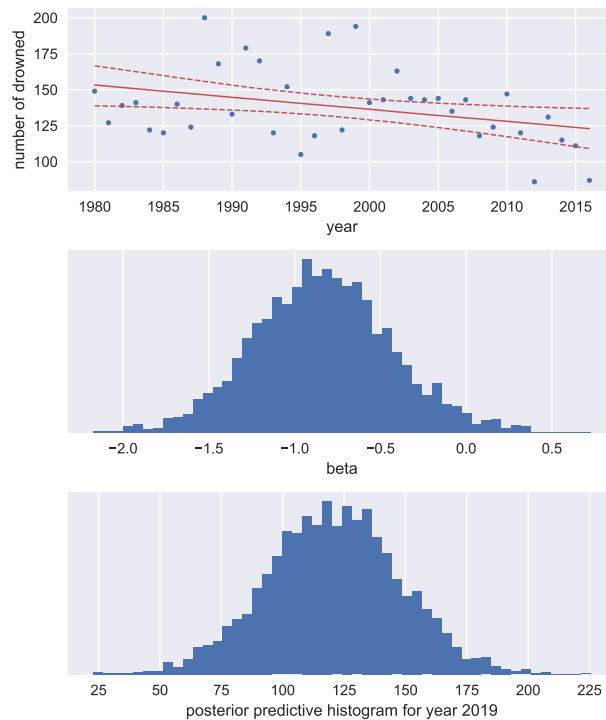 number of drowned
200
175
150
125
100
1980 1985 1990 1995 2000 2005 2010 2015
year
−2.0 −1.5 −1.0 −0.5 0.0 0.5
beta
25 50 75 100 125 150 175 200 225
posterior predictive histogram for year 2019